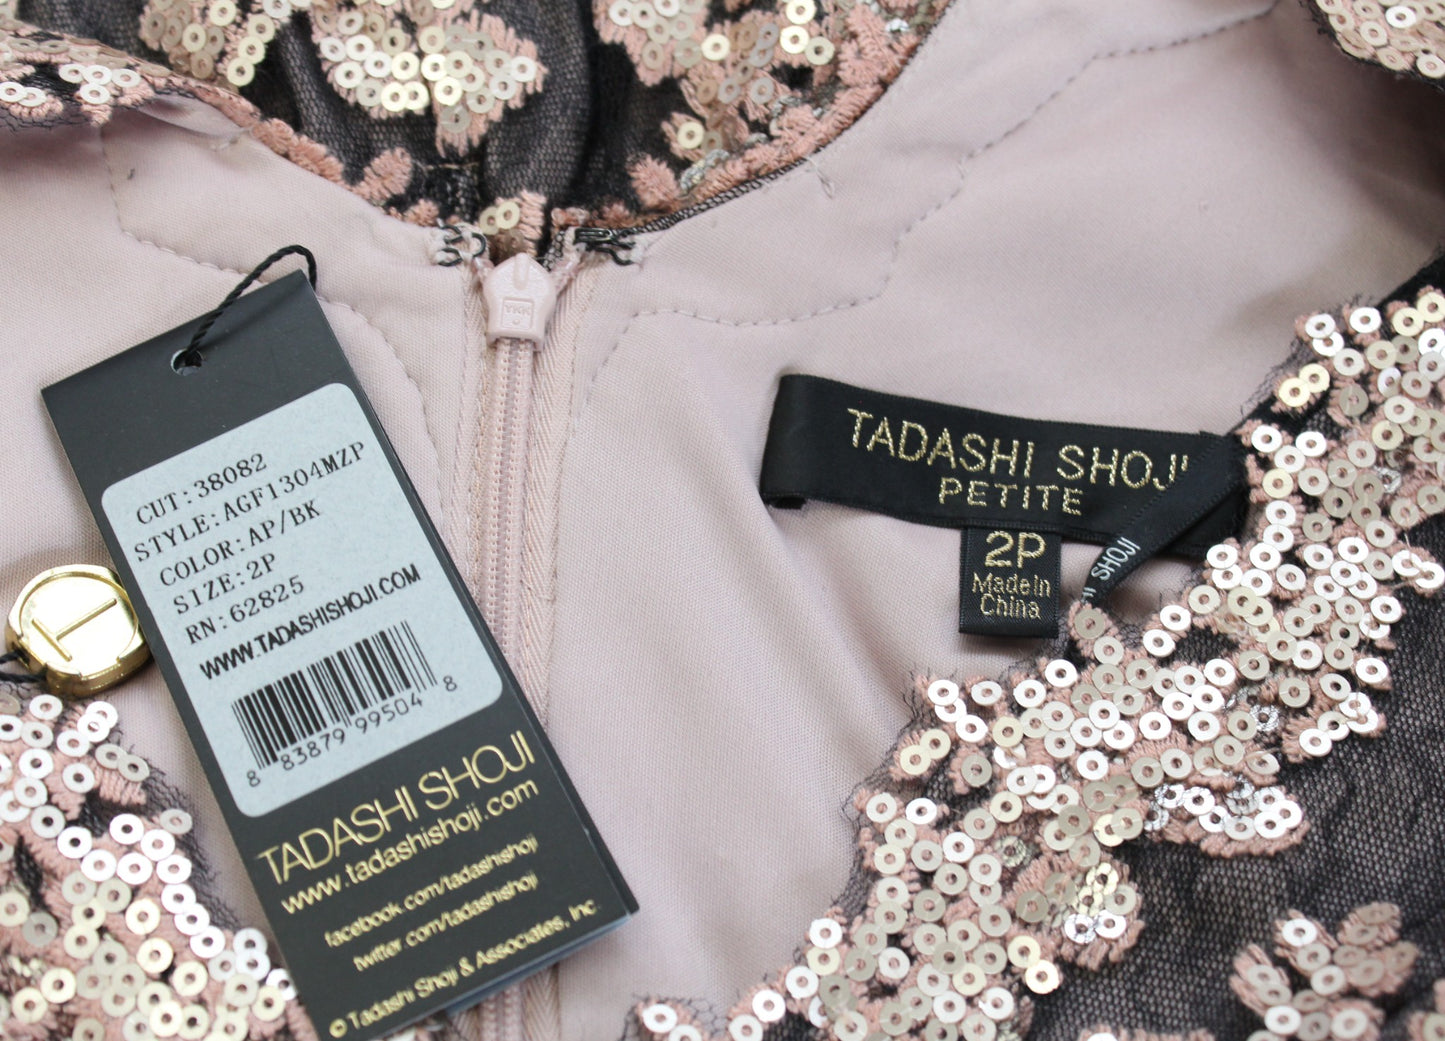 CUT:38082
STYLE:AGF1304MZP
COLOR:AP/BK
SIZE:2P
RN:62825
WWW.TADASHISHOJI.COM
8 83879 99504 8
TADASHI SHOJI
www.tadashishoji.com
facebook.com/tadashishoji
twitter.com/tadashishoji
© Tadashi Shoji & Associates, Inc
YKK
TADASHI SHOJI
PETITE
2P
Made in
China
SHOJI